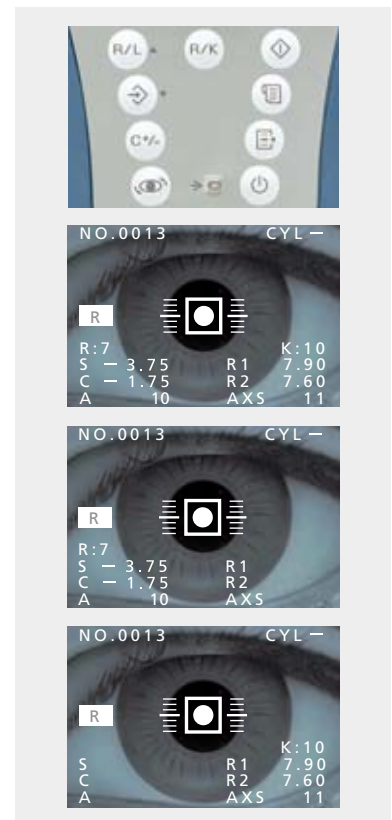 R/L R/K
C+/-
NO.0013 CYL −
R
R:7 K:10
S − 3.75 R1 7.90
C − 1.75 R2 7.60
A 10 AXS 11
NO.0013 CYL −
R
R:7
S − 3.75 R1
C − 1.75 R2
A 10 AXS
NO.0013 CYL −
R
K:10
S R1 7.90
C R2 7.60
A AXS 11